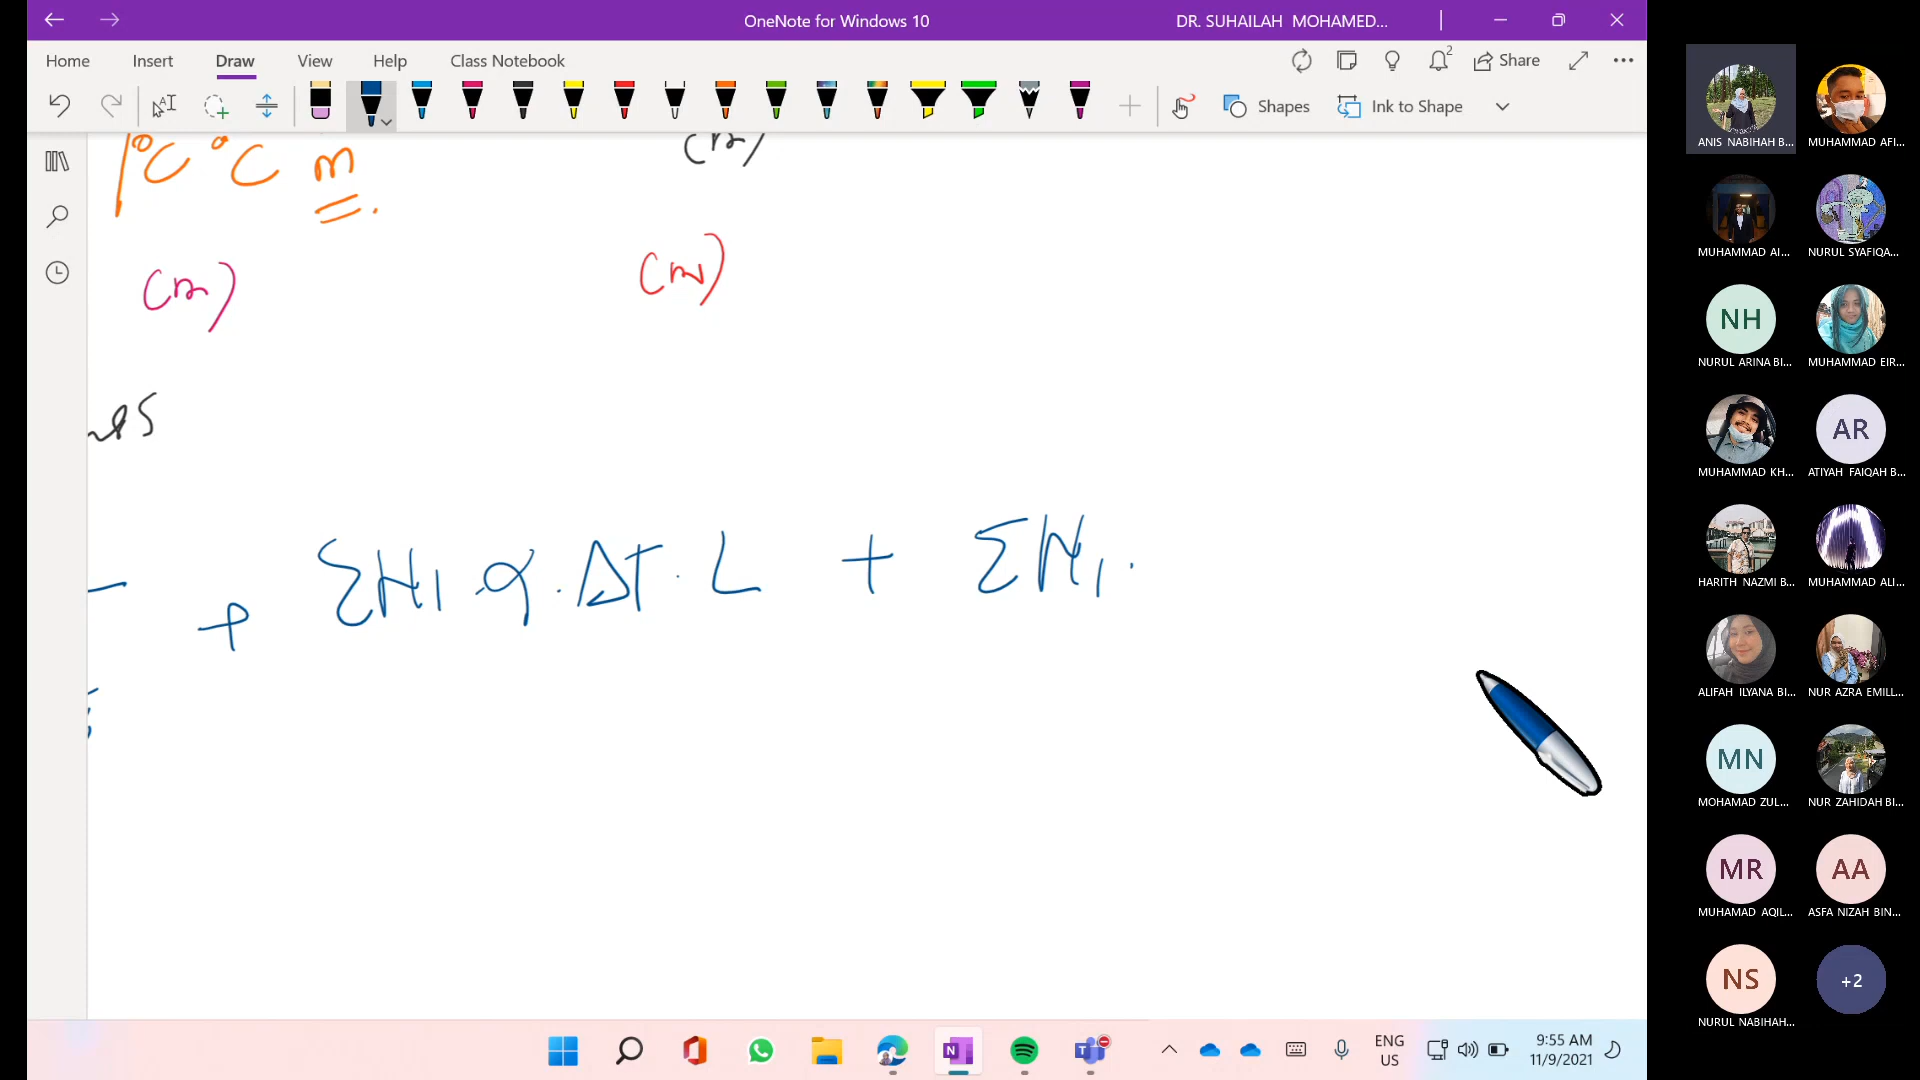 OneNote for Windows 10
DR. SUHAILAH MOHAMED...
Home Insert Draw View Help Class Notebook
2 Share
Shapes Ink to Shape
°C °C m
(m)
(m)
+ ΣN₁ α · ΔT · L + ΣN₁ ·
ANIS NABIHAH B... MUHAMMAD AFI...
MUHAMMAD AI... NURUL SYAFIQA...
NH
NURUL ARINA BI... MUHAMMAD EIR...
AR
MUHAMMAD KH... ATIYAH FAIQAH B...
HARITH NAZMI B... MUHAMMAD ALI...
ALIFAH ILYANA BI... NUR AZRA EMILL...
MN
MOHAMAD ZUL... NUR ZAHIDAH BI...
MR AA
MUHAMAD AQIL... ASFA NIZAH BIN...
NS +2
NURUL NABIHAH...
ENG
US
9:55 AM
11/9/2021